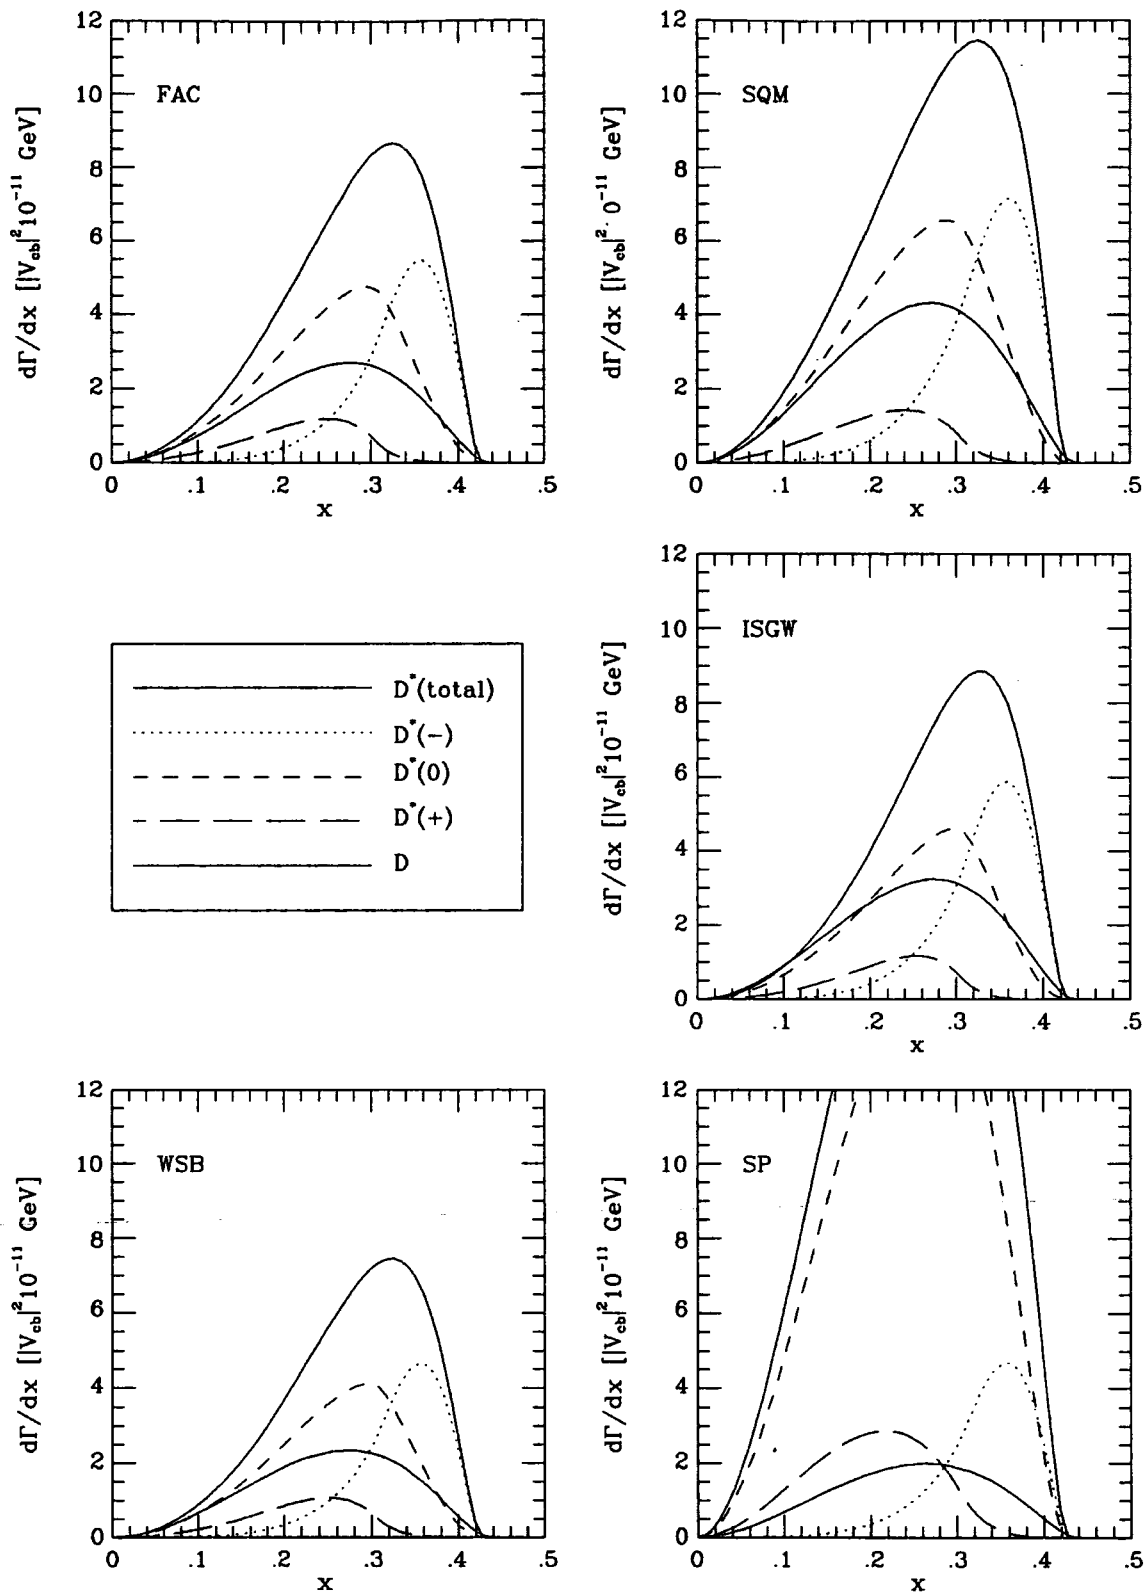 12
10
8
6
4
2
0
dΓ/dx [|V_cb|²10⁻¹¹ GeV]
FAC
0 .1 .2 .3 .4 .5
x
12
10
8
6
4
2
0
dΓ/dx [|V_cb|² 0⁻¹¹ GeV]
SQM
0 .1 .2 .3 .4 .5
x
D*(total)
D*(−)
D*(0)
D*(+)
D
12
10
8
6
4
2
0
dΓ/dx [|V_cb|²10⁻¹¹ GeV]
ISGW
0 .1 .2 .3 .4 .5
x
12
10
8
6
4
2
0
dΓ/dx [|V_cb|²10⁻¹¹ GeV]
WSB
0 .1 .2 .3 .4 .5
x
12
10
8
6
4
2
0
dΓ/dx [|V_cb|²10⁻¹¹ GeV]
SP
0 .1 .2 .3 .4 .5
x